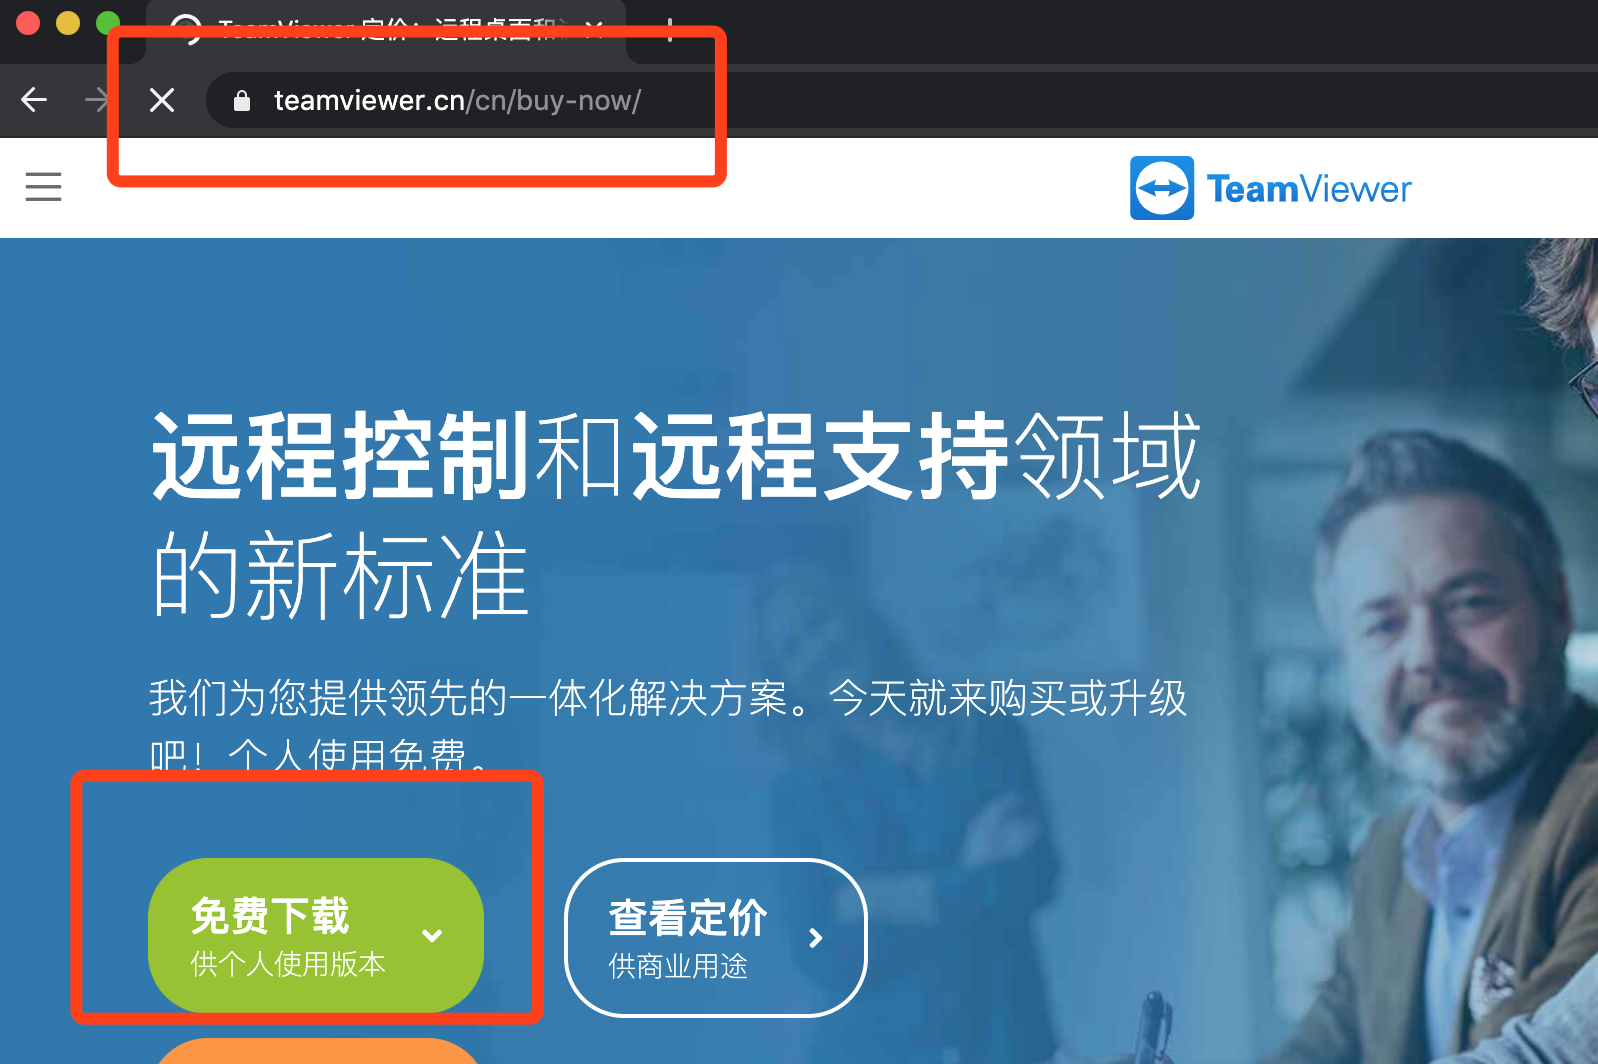 TeamViewer 定价：远程桌面和
teamviewer.cn/cn/buy-now/
TeamViewer
远程控制和远程支持领域
的新标准
我们为您提供领先的一体化解决方案。今天就来购买或升级
吧！个人使用免费。
免费下载
供个人使用版本
查看定价
供商业用途